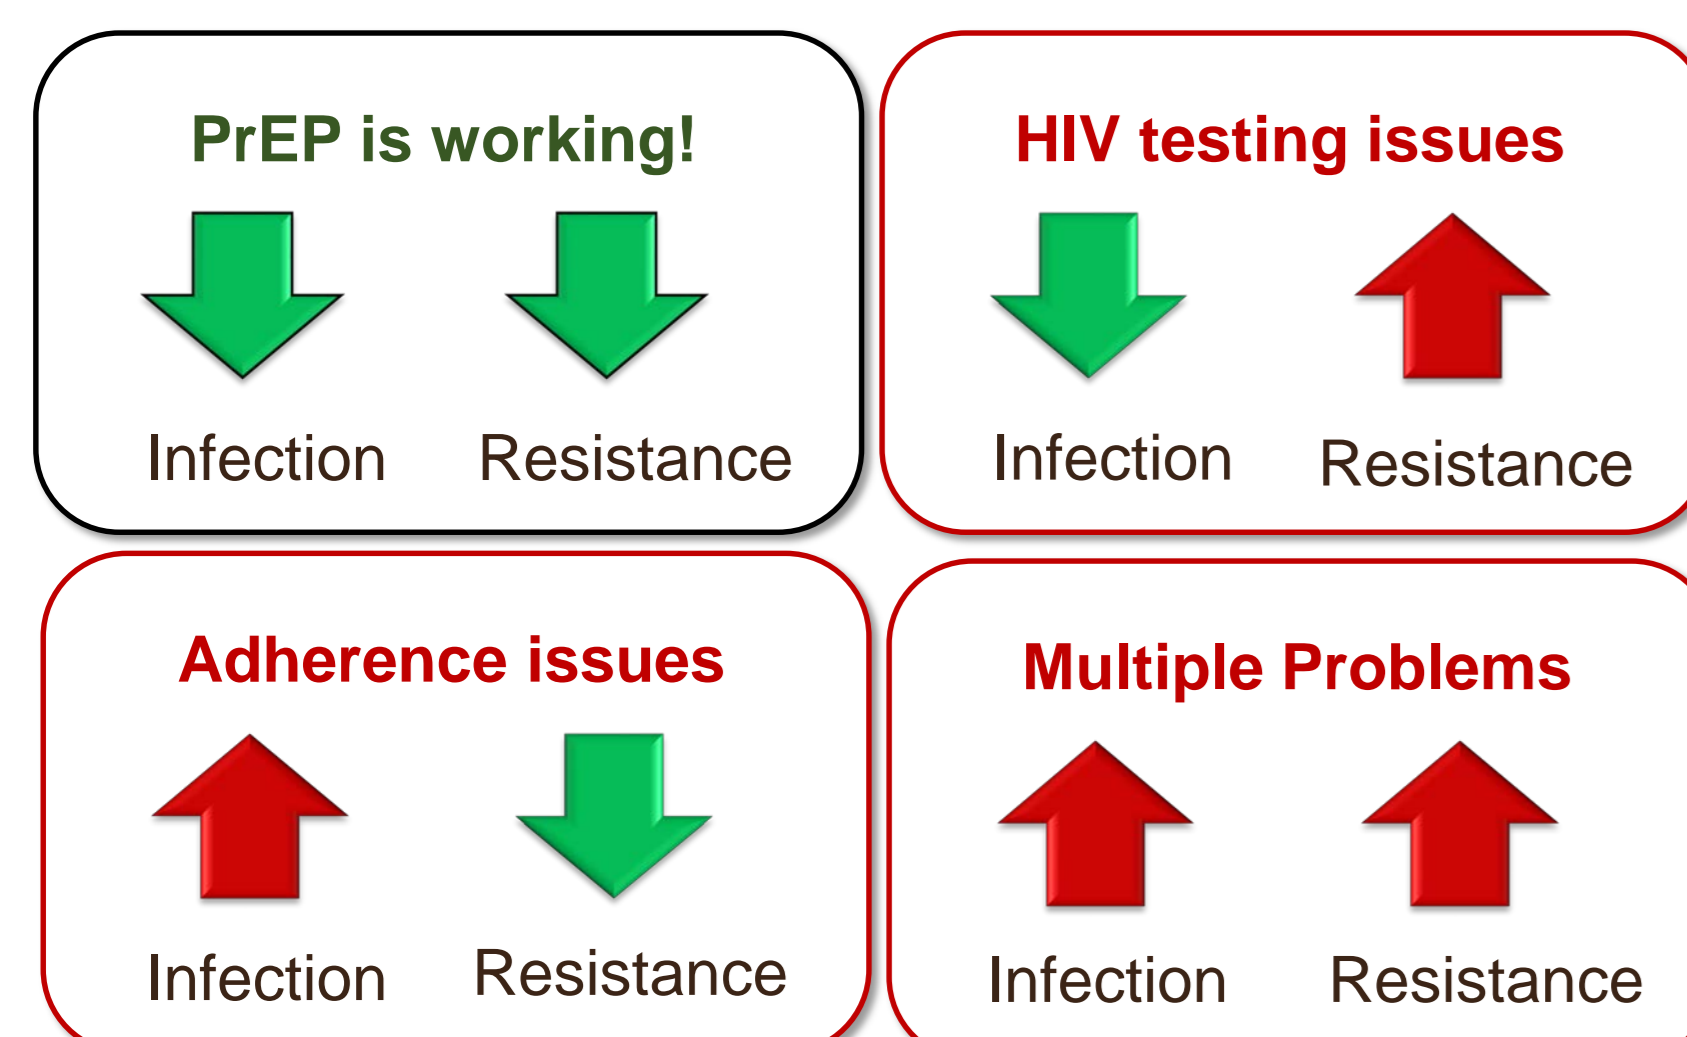 PrEP is working!
Infection Resistance
HIV testing issues
Infection Resistance
Adherence issues
Infection Resistance
Multiple Problems
Infection Resistance